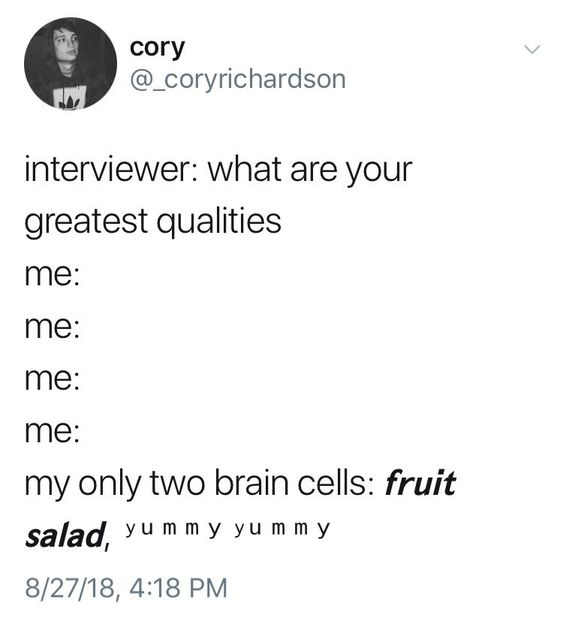 cory
@_coryrichardson
interviewer: what are your
greatest qualities
me:
me:
me:
me:
my only two brain cells: fruit
salad, yummy yummy
8/27/18, 4:18 PM